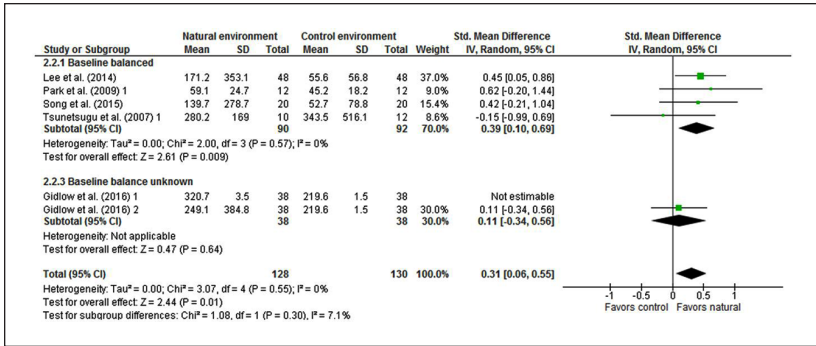 Natural environment Control environment Std. Mean Difference Std. Mean Difference
Study or Subgroup Mean SD Total Mean SD Total Weight IV, Random, 95% CI IV, Random, 95% CI
2.2.1 Baseline balanced
Lee et al. (2014) 171.2 353.1 48 55.6 56.8 48 37.0% 0.45 [0.05, 0.86]
Park et al. (2009) 1 59.1 24.7 12 45.2 18.2 12 9.0% 0.62 [-0.20, 1.44]
Song et al. (2015) 139.7 278.7 20 52.7 78.8 20 15.4% 0.42 [-0.21, 1.04]
Tsunetsugu et al. (2007) 1 280.2 169 10 343.5 516.1 12 8.6% -0.15 [-0.99, 0.69]
Subtotal (95% CI) 90 92 70.0% 0.39 [0.10, 0.69]
Heterogeneity: Tau² = 0.00; Chi² = 2.00, df = 3 (P = 0.57); I² = 0%
Test for overall effect: Z = 2.61 (P = 0.009)
2.2.3 Baseline balance unknown
Gidlow et al. (2016) 1 320.7 3.5 38 219.6 1.5 38 Not estimable
Gidlow et al. (2016) 2 249.1 384.8 38 219.6 1.5 38 30.0% 0.11 [-0.34, 0.56]
Subtotal (95% CI) 38 38 30.0% 0.11 [-0.34, 0.56]
Heterogeneity: Not applicable
Test for overall effect: Z = 0.47 (P = 0.64)
Total (95% CI) 128 130 100.0% 0.31 [0.06, 0.55]
Heterogeneity: Tau² = 0.00; Chi² = 3.07, df = 4 (P = 0.55); I² = 0%
Test for overall effect: Z = 2.44 (P = 0.01)
Test for subgroup differences: Chi² = 1.08, df = 1 (P = 0.30), I² = 7.1%
-1 -0.5 0 0.5 1
Favors control Favors natural